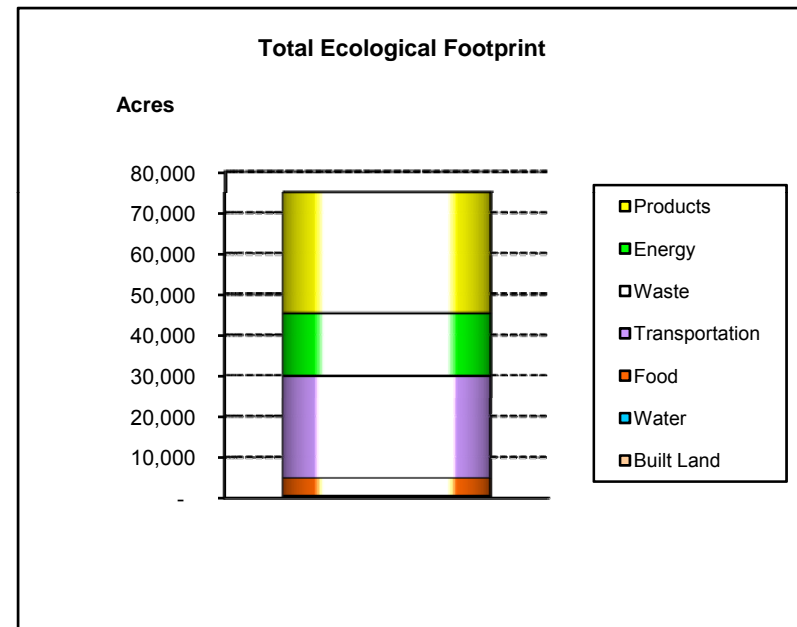 Total Ecological Footprint
Acres
80,000
70,000
60,000
50,000
40,000
30,000
20,000
10,000
-
Products
Energy
Waste
Transportation
Food
Water
Built Land